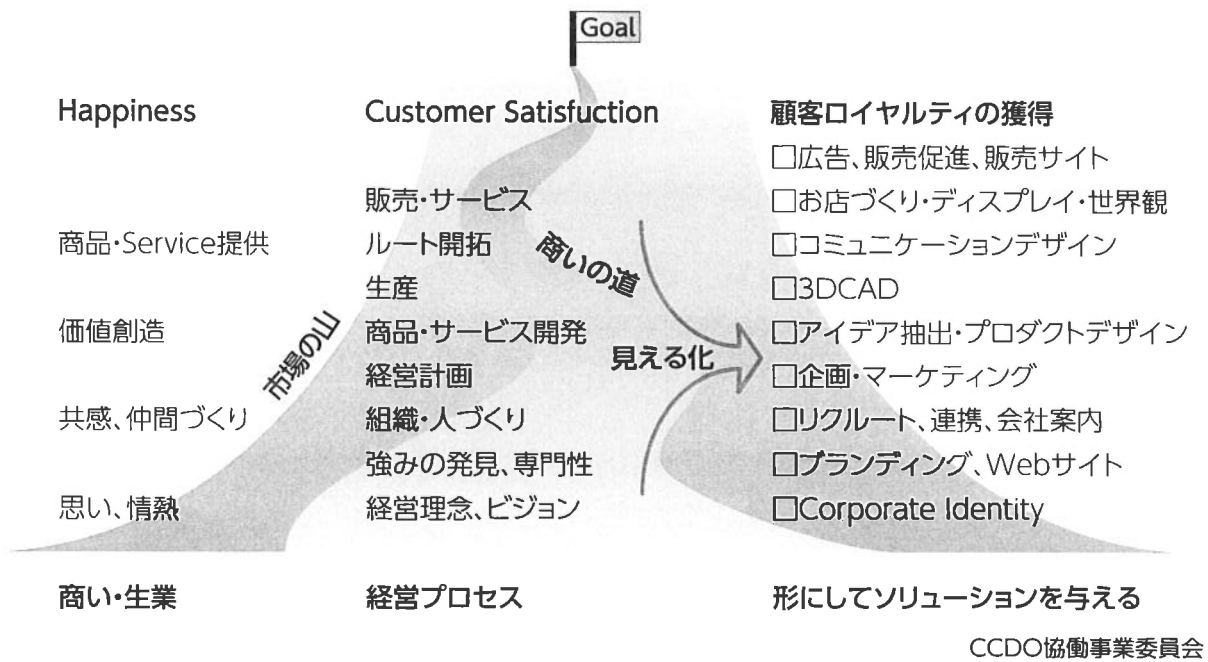 Goal
Happiness
Customer Satisfuction
顧客ロイヤルティの獲得
□広告、販売促進、販売サイト
販売・サービス
□お店づくり・ディスプレイ・世界観
商品・Service提供
ルート開拓
商いの道
□コミュニケーションデザイン
生産
□3DCAD
価値創造
市場の山
商品・サービス開発
見える化
□アイデア抽出・プロダクトデザイン
経営計画
□企画・マーケティング
共感、仲間づくり
組織・人づくり
□リクルート、連携、会社案内
強みの発見、専門性
□ブランディング、Webサイト
思い、情熱
経営理念、ビジョン
□Corporate Identity
商い・生業
経営プロセス
形にしてソリューションを与える
CCDO協働事業委員会